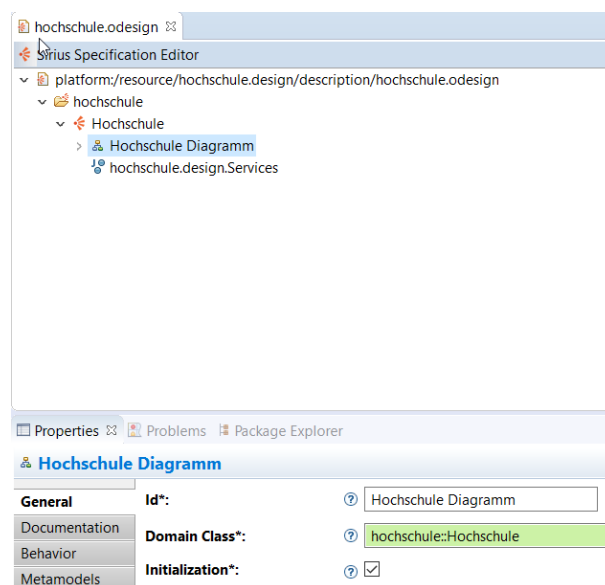 hochschule.odesign
Sirius Specification Editor
platform:/resource/hochschule.design/description/hochschule.odesign
hochschule
Hochschule
Hochschule Diagramm
hochschule.design.Services
Properties Problems Package Explorer
Hochschule Diagramm
General Id*: Hochschule Diagramm
Documentation Domain Class*: hochschule::Hochschule
Behavior Initialization*:
Metamodels